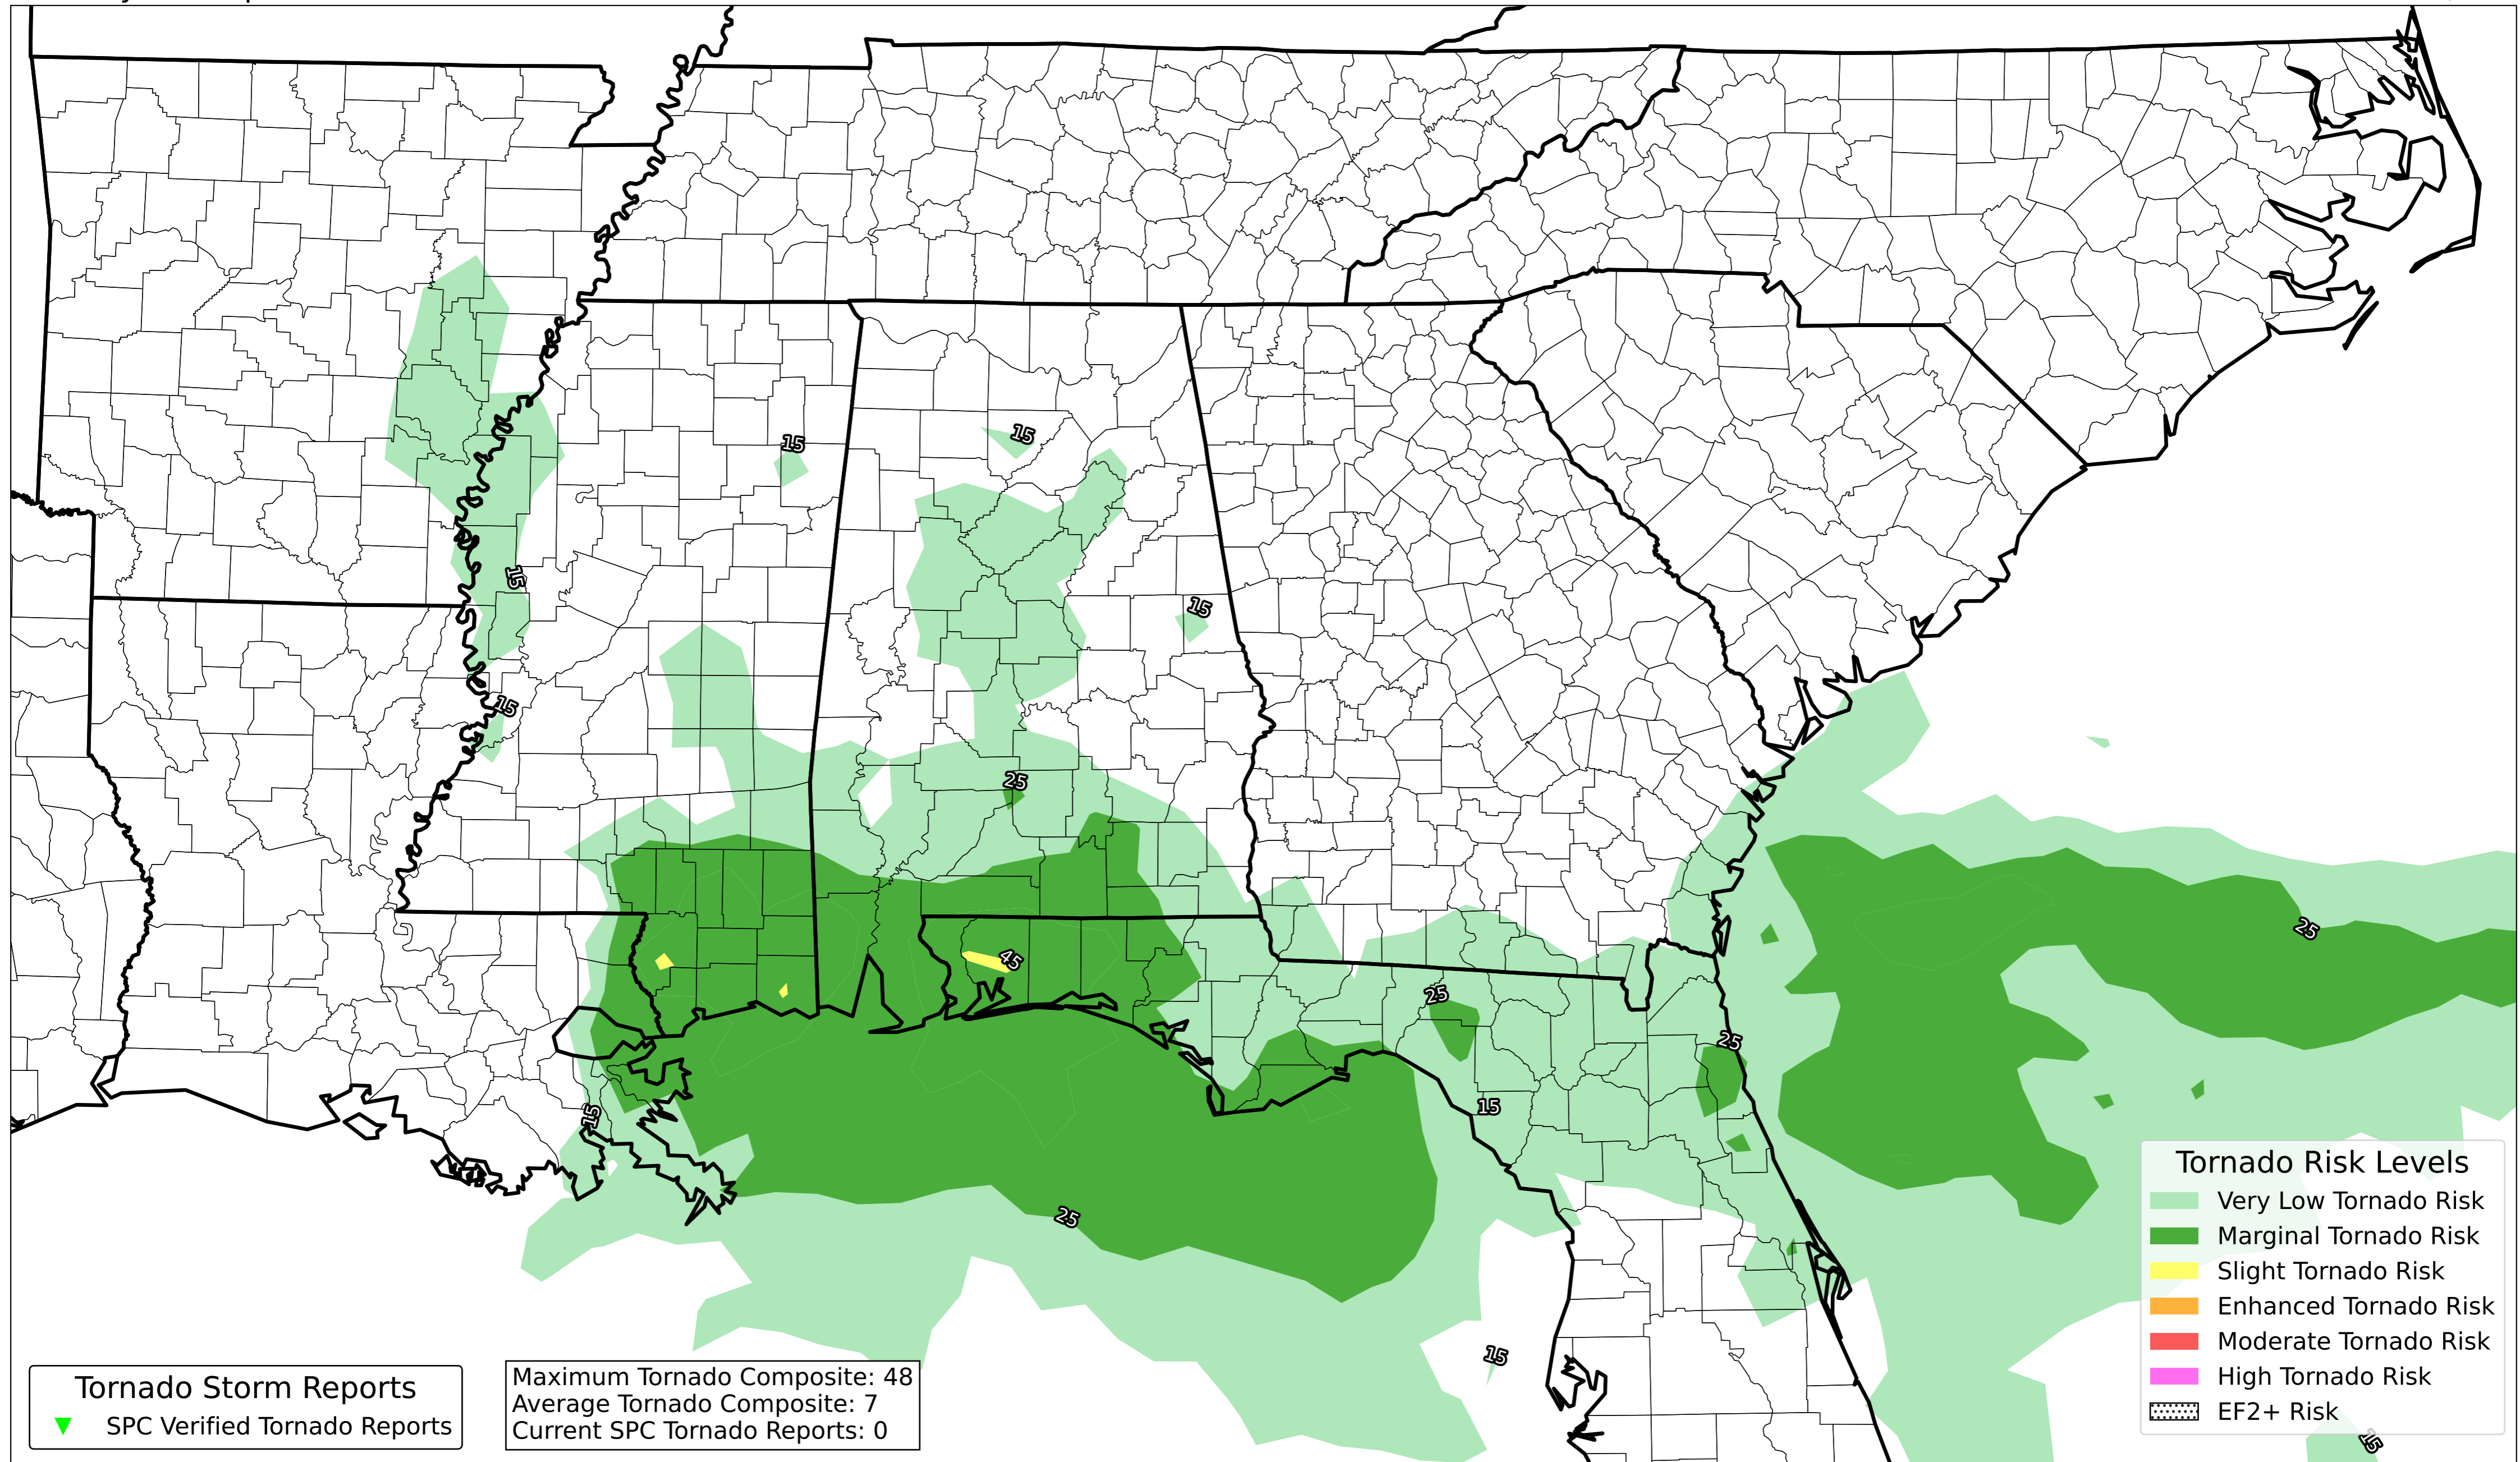 15
15
15
15
15
25
25
45
25
25
15
15
25
15
15
Tornado Risk Levels
Very Low Tornado Risk
Marginal Tornado Risk
Slight Tornado Risk
Enhanced Tornado Risk
Moderate Tornado Risk
High Tornado Risk
EF2+ Risk
Tornado Storm Reports
SPC Verified Tornado Reports
Maximum Tornado Composite: 48
Average Tornado Composite: 7
Current SPC Tornado Reports: 0